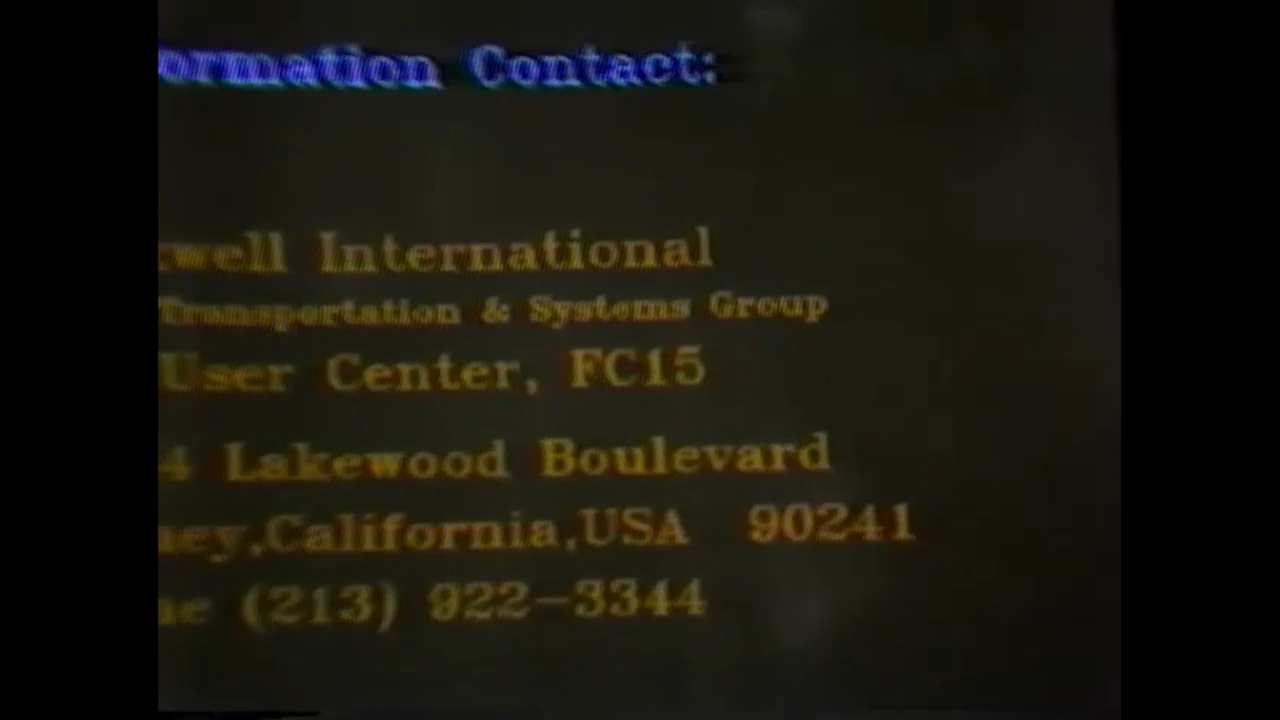 ormation Contact:
rwell International
Transportation & Systems Group
User Center, FC15
4 Lakewood Boulevard
ney,California,USA 90241
ne (213) 922-3344